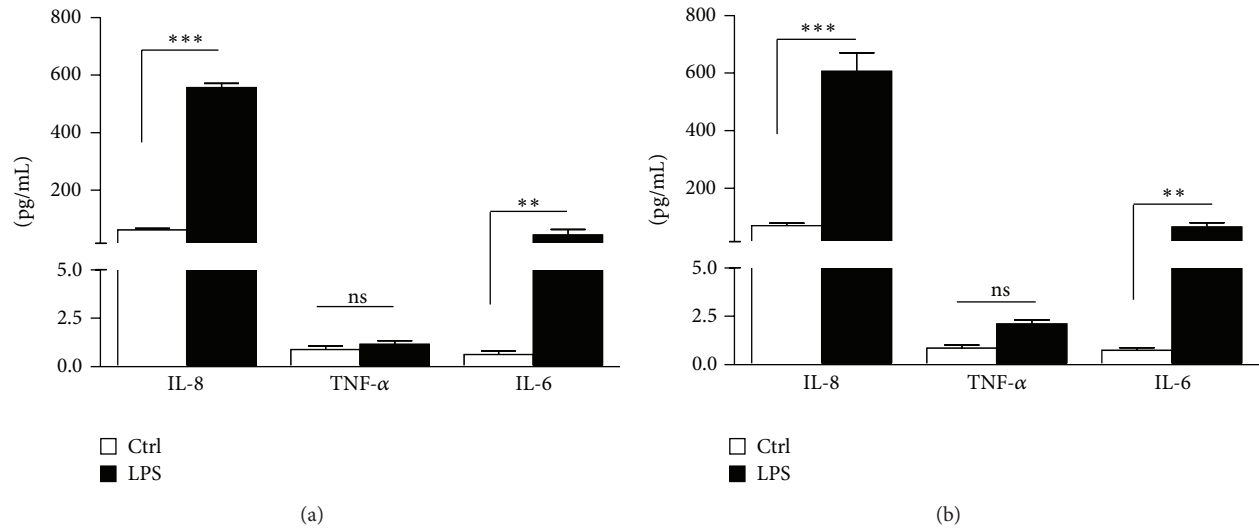 800
600
400
200
5.0
2.5
0.0
(pg/mL)
***
ns
**
IL-8
TNF-α
IL-6
Ctrl
LPS
(a)
800
600
400
200
5.0
2.5
0.0
(pg/mL)
***
ns
**
IL-8
TNF-α
IL-6
Ctrl
LPS
(b)